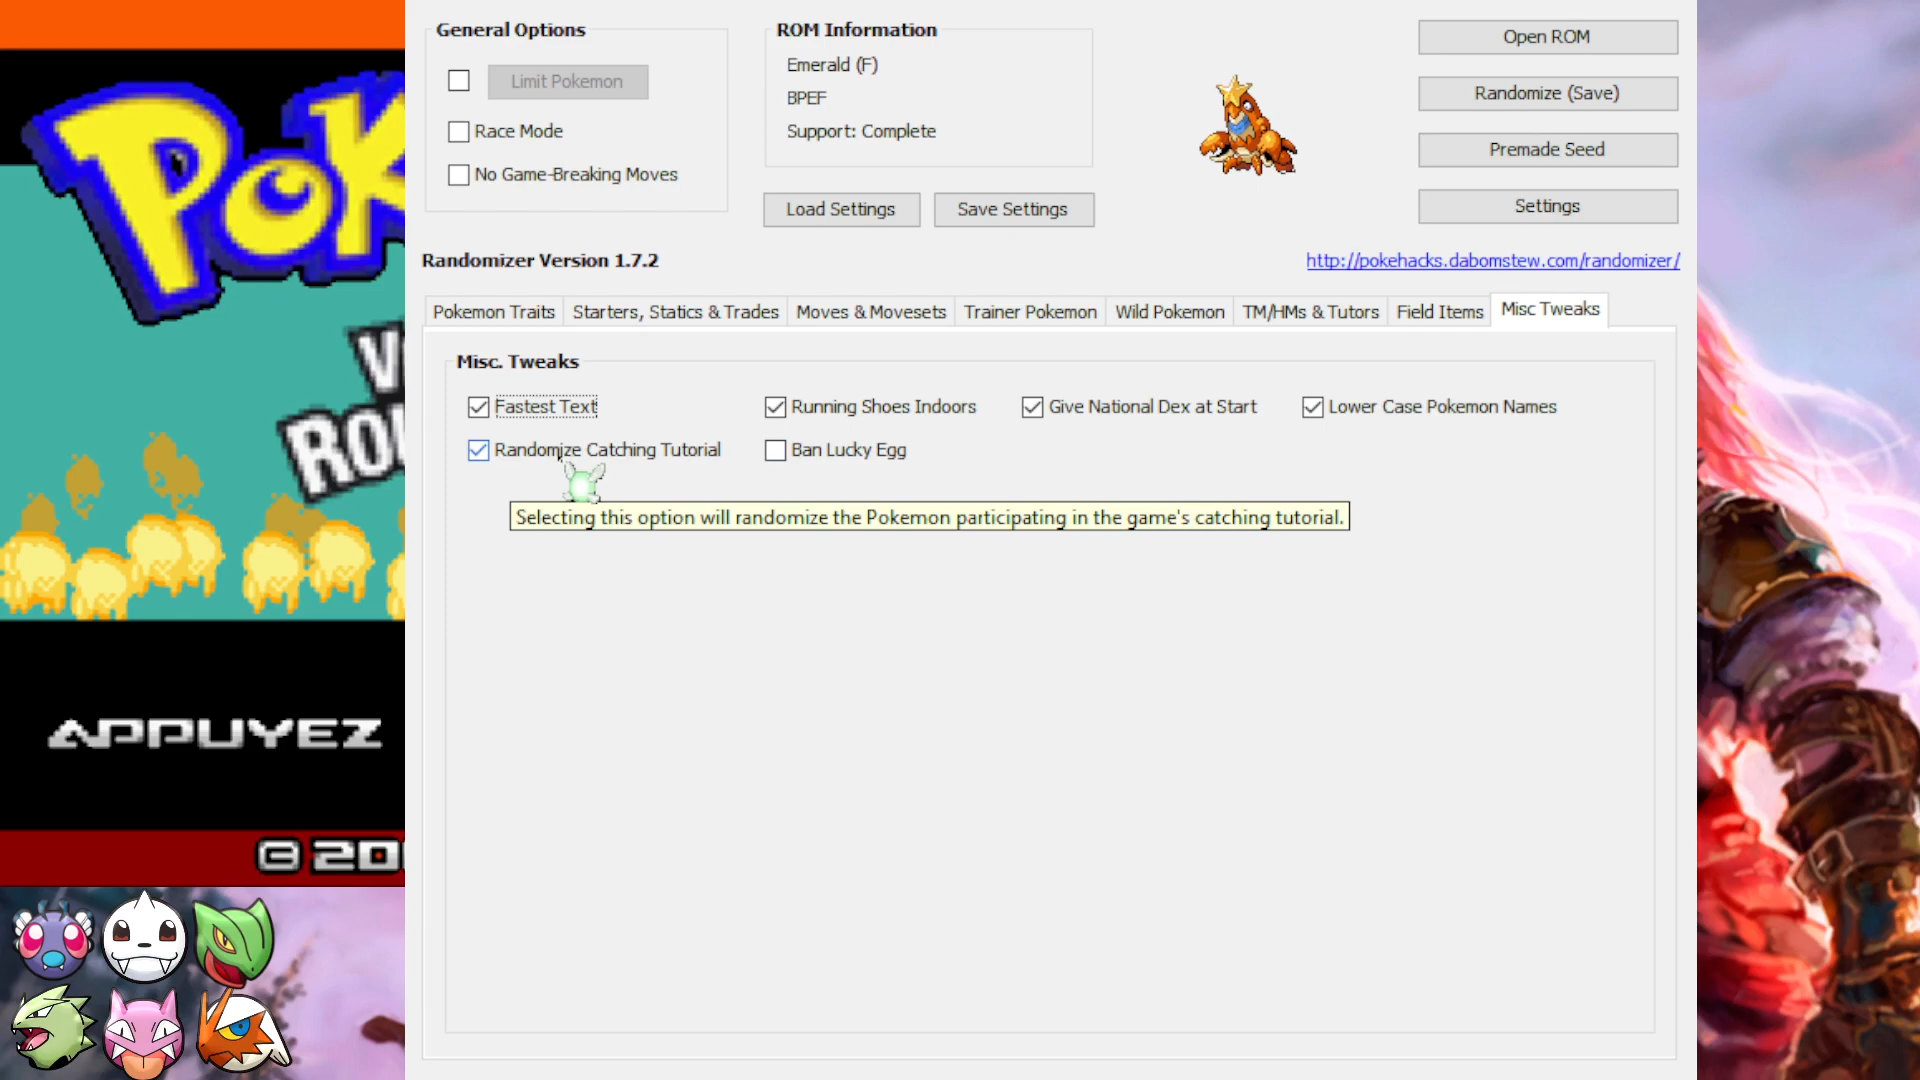 General Options
Limit Pokemon
Race Mode
No Game-Breaking Moves
ROM Information
Emerald (F)
BPEF
Support: Complete
Load Settings
Save Settings
Open ROM
Randomize (Save)
Premade Seed
Settings
Randomizer Version 1.7.2
http://pokehacks.dabomstew.com/randomizer/
Pokemon Traits
Starters, Statics & Trades
Moves & Movesets
Trainer Pokemon
Wild Pokemon
TM/HMs & Tutors
Field Items
Misc Tweaks
Misc. Tweaks
Fastest Text
Running Shoes Indoors
Give National Dex at Start
Lower Case Pokemon Names
Randomize Catching Tutorial
Ban Lucky Egg
Selecting this option will randomize the Pokemon participating in the game's catching tutorial.
APPUYEZ